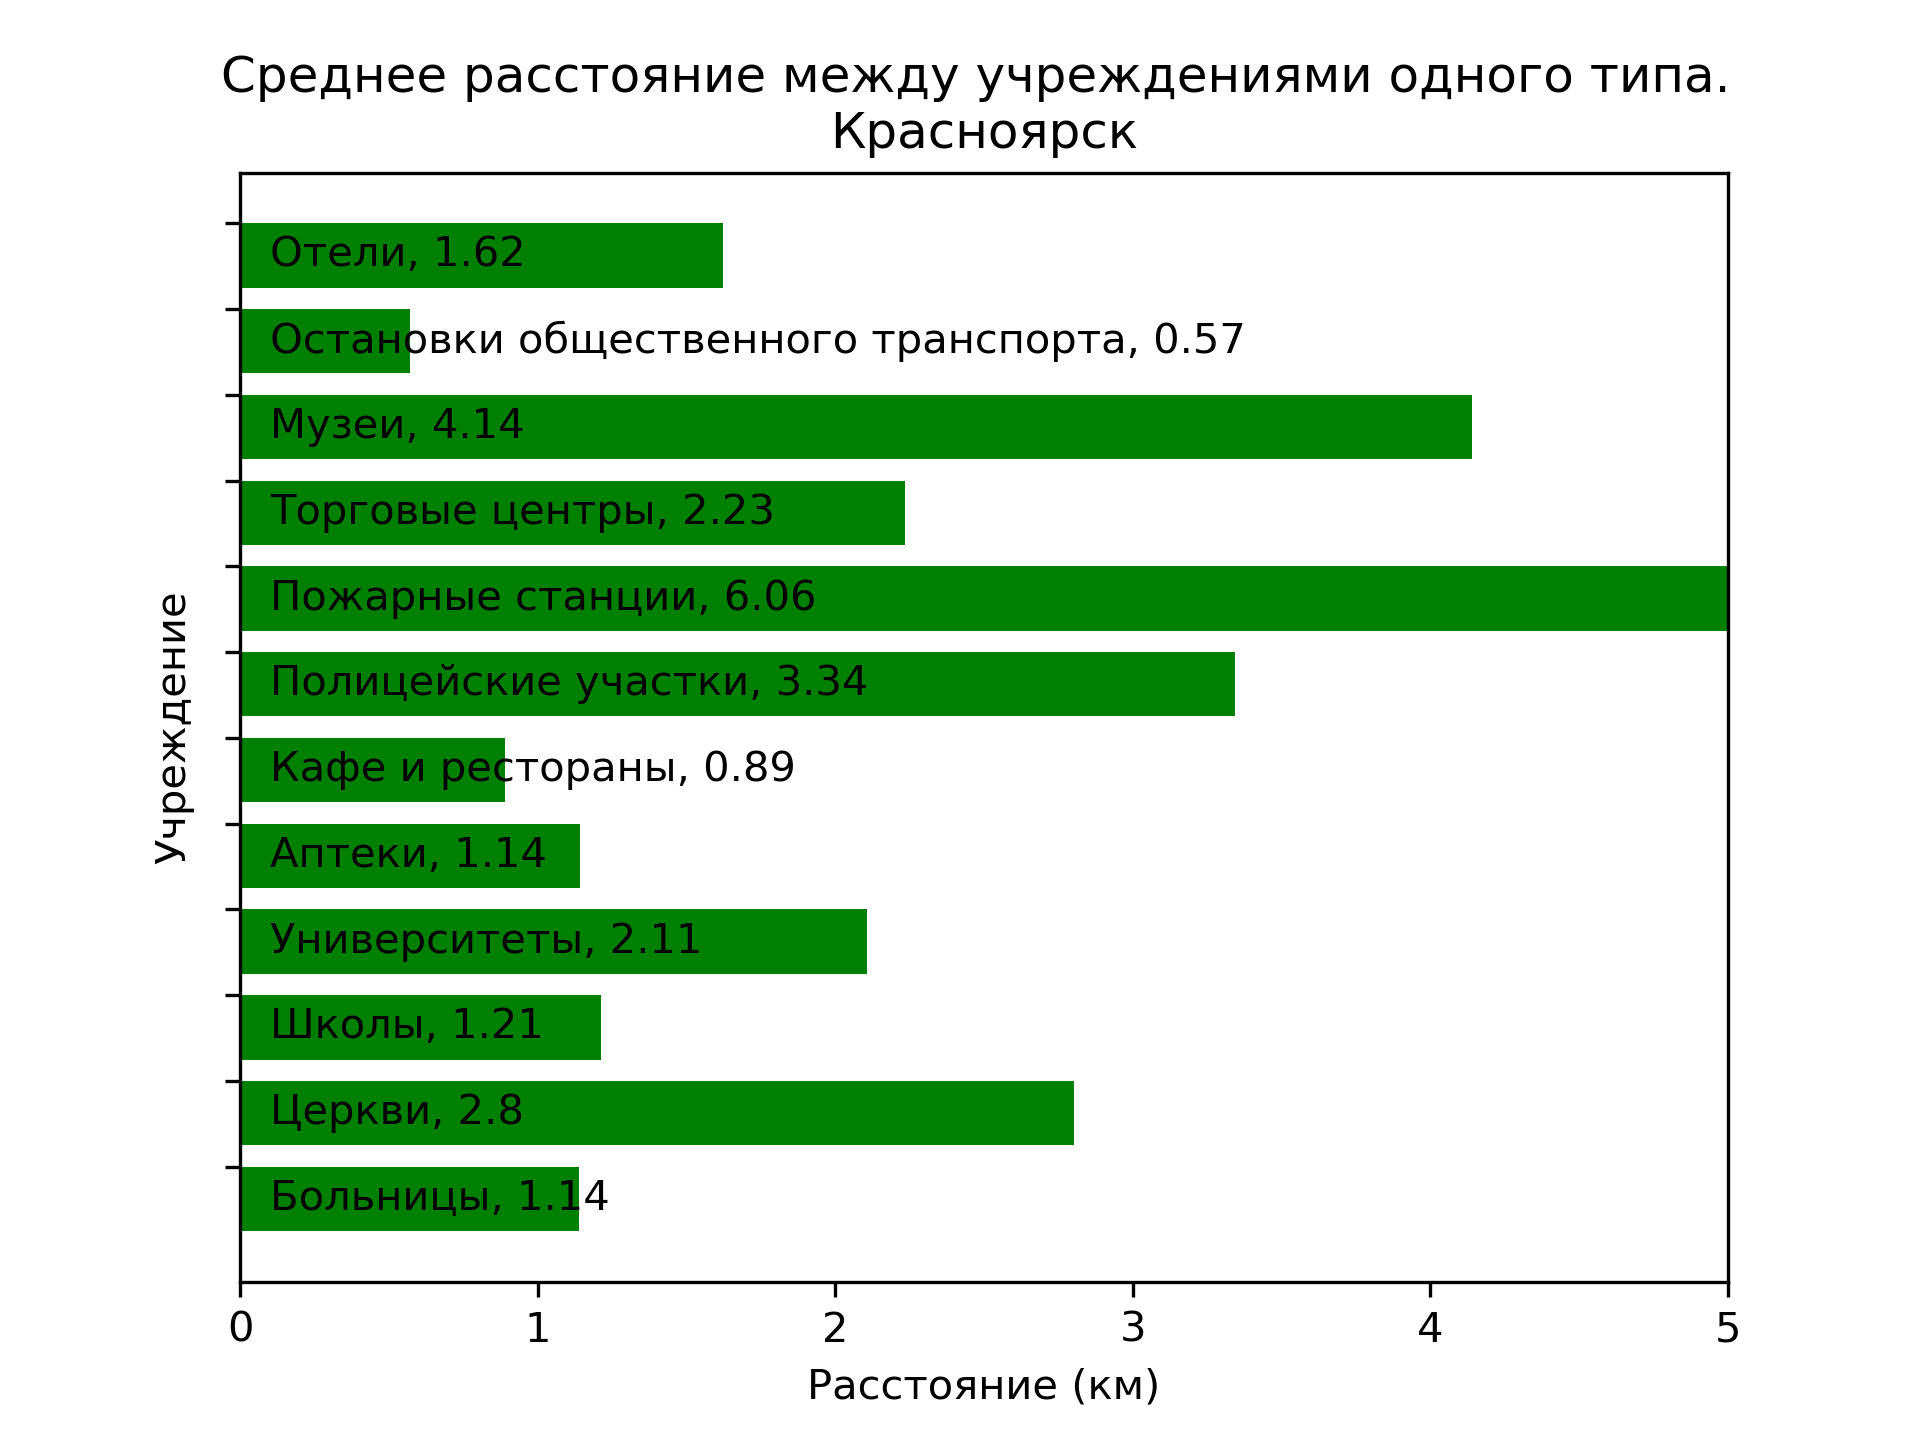 Среднее расстояние между учреждениями одного типа.
Красноярск
Отели, 1.62
Остановки общественного транспорта, 0.57
Музеи, 4.14
Торговые центры, 2.23
Пожарные станции, 6.06
Полицейские участки, 3.34
Кафе и рестораны, 0.89
Аптеки, 1.14
Университеты, 2.11
Школы, 1.21
Церкви, 2.8
Больницы, 1.14
Учреждение
0 1 2 3 4 5
Расстояние (км)